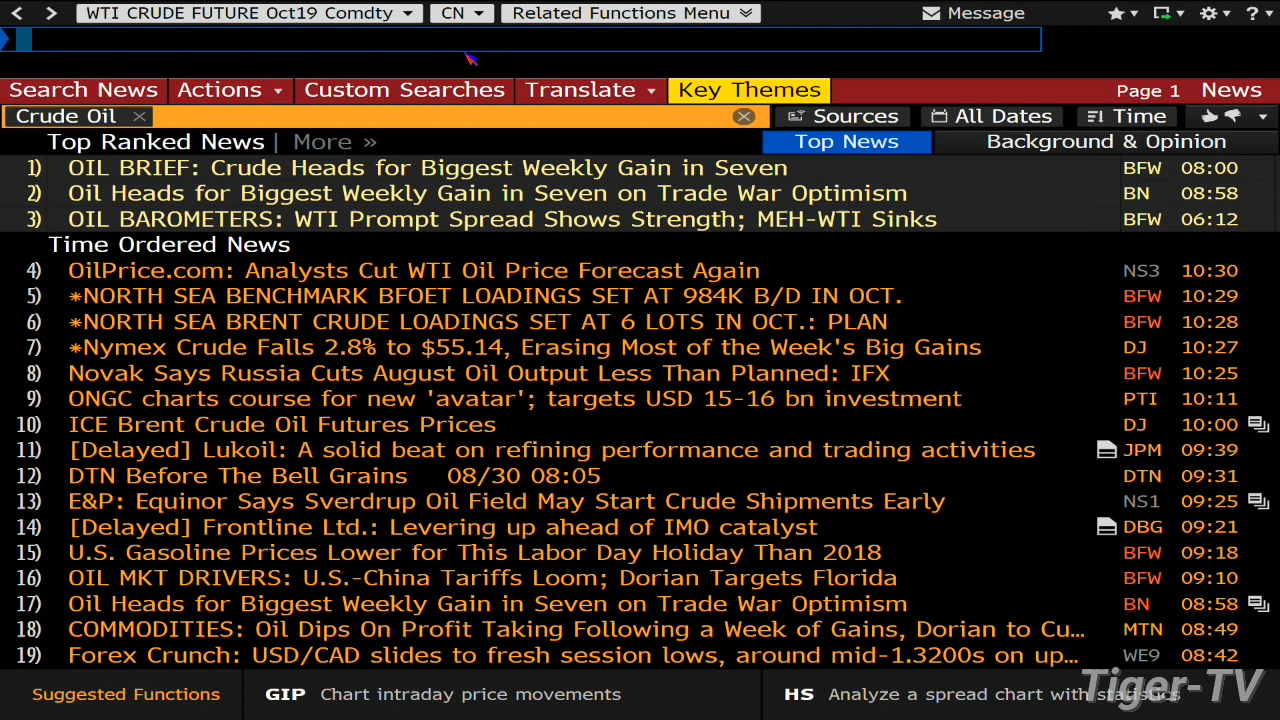 WTI CRUDE FUTURE Oct19 Comdty CN Related Functions Menu Message ?
Search News Actions Custom Searches Translate Key Themes Page 1 News
Crude Oil Sources All Dates Time
Top Ranked News | More » Top News Background & Opinion
1) OIL BRIEF: Crude Heads for Biggest Weekly Gain in Seven BFW 08:00
2) Oil Heads for Biggest Weekly Gain in Seven on Trade War Optimism BN 08:58
3) OIL BAROMETERS: WTI Prompt Spread Shows Strength; MEH-WTI Sinks BFW 06:12
Time Ordered News
4) OilPrice.com: Analysts Cut WTI Oil Price Forecast Again NS3 10:30
5) *NORTH SEA BENCHMARK BFOET LOADINGS SET AT 984K B/D IN OCT. BFW 10:29
6) *NORTH SEA BRENT CRUDE LOADINGS SET AT 6 LOTS IN OCT.: PLAN BFW 10:28
7) *Nymex Crude Falls 2.8% to $55.14, Erasing Most of the Week's Big Gains DJ 10:27
8) Novak Says Russia Cuts August Oil Output Less Than Planned: IFX BFW 10:25
9) ONGC charts course for new 'avatar'; targets USD 15-16 bn investment PTI 10:11
10) ICE Brent Crude Oil Futures Prices DJ 10:00
11) [Delayed] Lukoil: A solid beat on refining performance and trading activities JPM 09:39
12) DTN Before The Bell Grains 08/30 08:05 DTN 09:31
13) E&P: Equinor Says Sverdrup Oil Field May Start Crude Shipments Early NS1 09:25
14) [Delayed] Frontline Ltd.: Levering up ahead of IMO catalyst DBG 09:21
15) U.S. Gasoline Prices Lower for This Labor Day Holiday Than 2018 BFW 09:18
16) OIL MKT DRIVERS: U.S.-China Tariffs Loom; Dorian Targets Florida BFW 09:10
17) Oil Heads for Biggest Weekly Gain in Seven on Trade War Optimism BN 08:58
18) COMMODITIES: Oil Dips On Profit Taking Following a Week of Gains, Dorian to Cu... MTN 08:49
19) Forex Crunch: USD/CAD slides to fresh session lows, around mid-1.3200s on up... WE9 08:42
Suggested Functions GIP Chart intraday price movements HS Analyze a spread chart with statistics
Tiger-TV